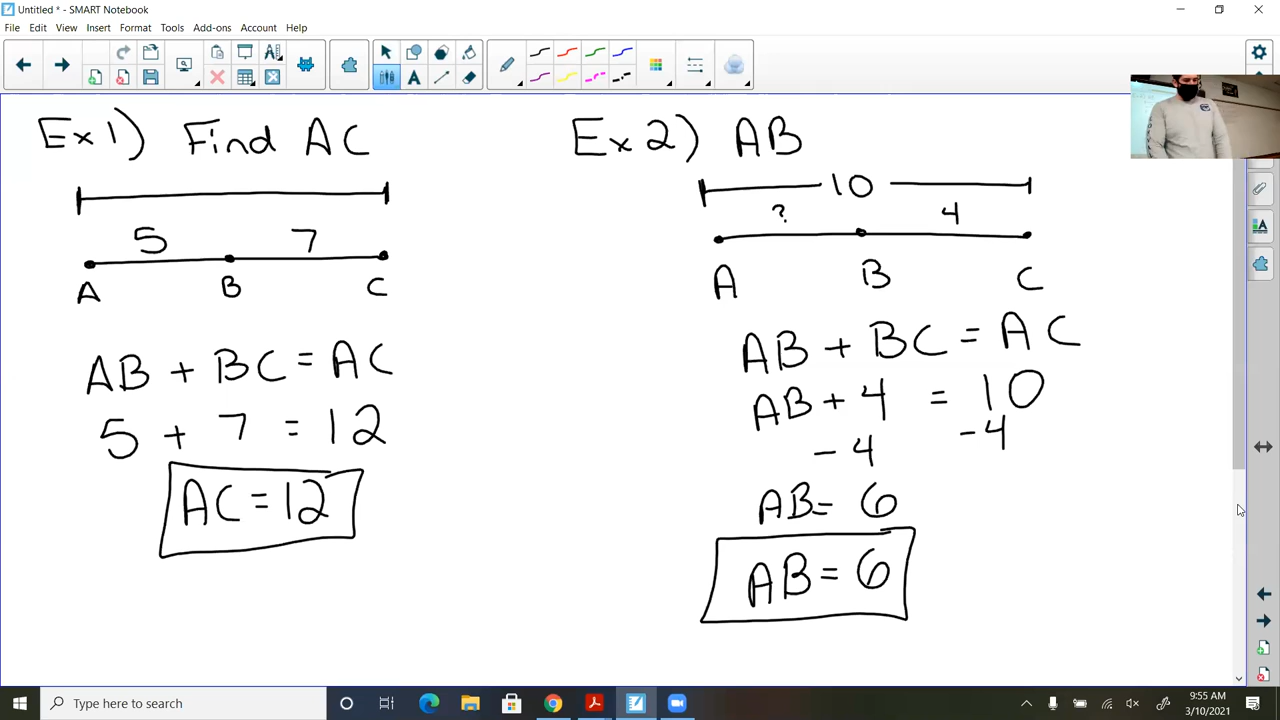 Untitled * - SMART Notebook
File Edit View Insert Format Tools Add-ons Account Help
Ex 1) Find AC
5 7
A B C
AB + BC = AC
5 + 7 = 12
AC = 12
Ex 2) AB
10
? 4
A B C
AB + BC = AC
AB + 4 = 10
- 4 - 4
AB = 6
AB = 6
Type here to search
9:55 AM
3/10/2021